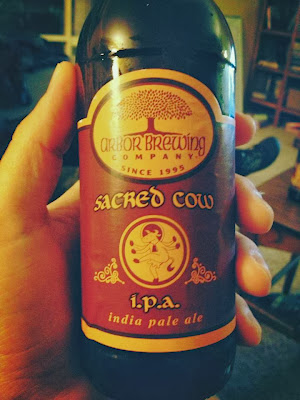 arbor brewing
COMPANY
SINCE 1995
SACRED COW
i.p.a.
india pale ale